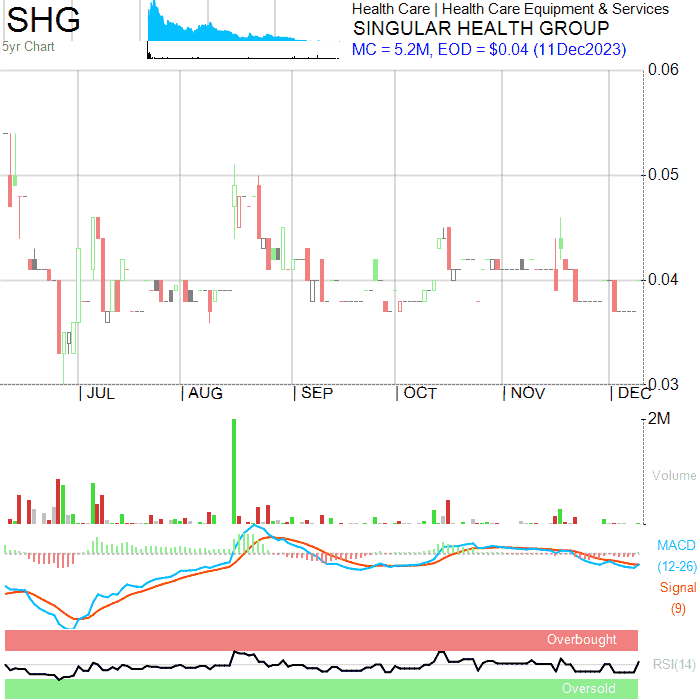 SHG
5yr Chart
Health Care | Health Care Equipment & Services
SINGULAR HEALTH GROUP
MC = 5.2M, EOD = $0.04 (11Dec2023)
0.06
0.05
0.04
0.03
JUL
AUG
SEP
OCT
NOV
DEC
2M
Volume
MACD
(12-26)
Signal
(9)
Overbought
RSI(14)
Oversold